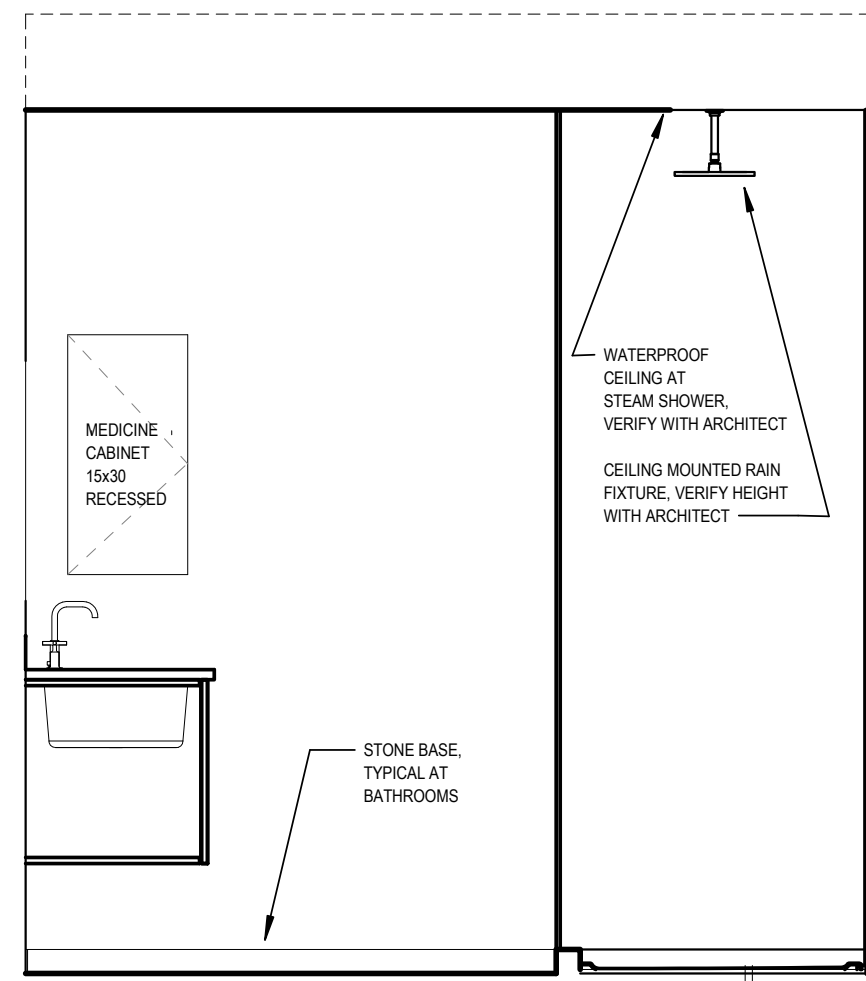 WATERPROOF
CEILING AT
STEAM SHOWER,
VERIFY WITH ARCHITECT
MEDICINE
CABINET
15x30
RECESSED
CEILING MOUNTED RAIN
FIXTURE, VERIFY HEIGHT
WITH ARCHITECT
STONE BASE,
TYPICAL AT
BATHROOMS